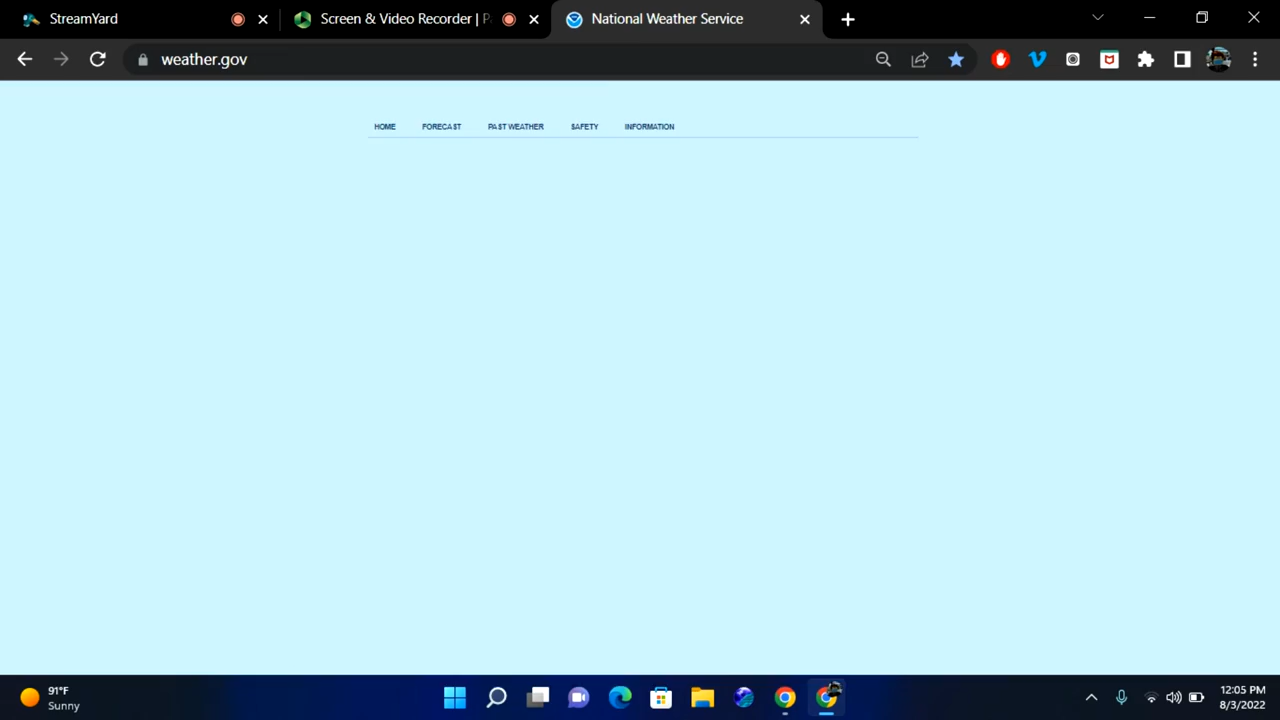 StreamYard
Screen & Video Recorder |
National Weather Service
weather.gov
HOME FORECAST PAST WEATHER SAFETY INFORMATION
91°F
Sunny
12:05 PM
8/3/2022